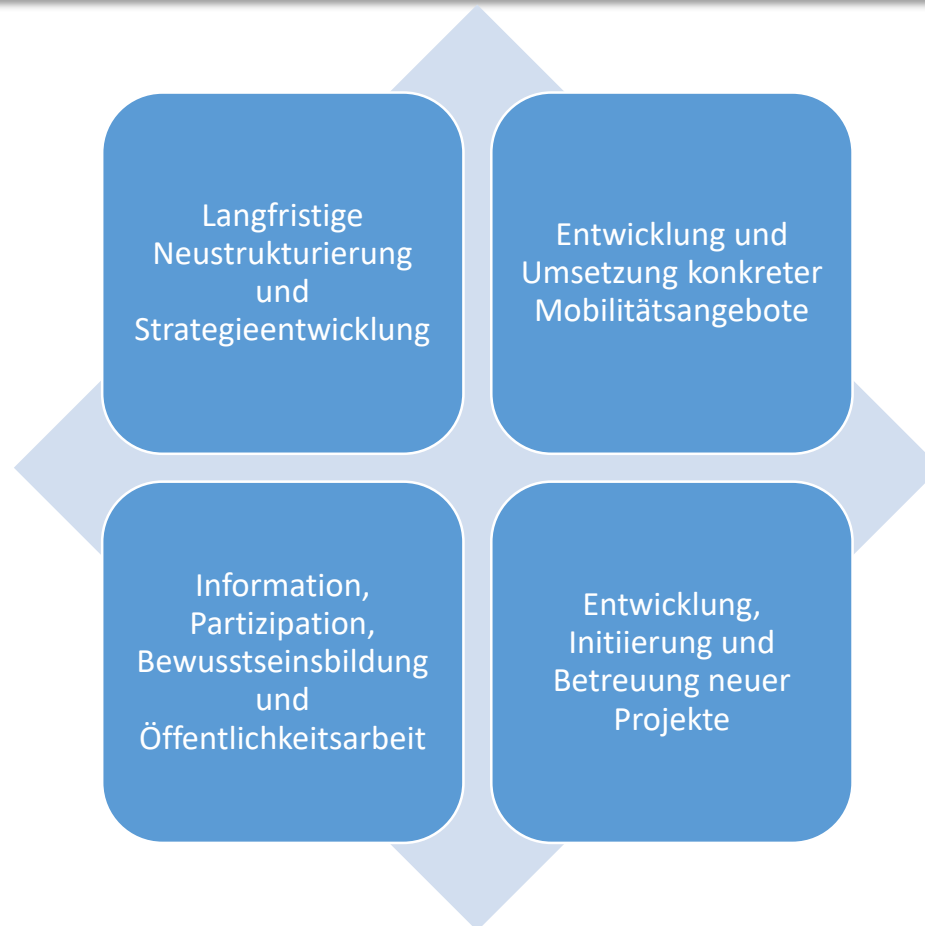 Langfristige
Neustrukturierung
und
Strategieentwicklung
Entwicklung und
Umsetzung konkreter
Mobilitätsangebote
Information,
Partizipation,
Bewusstseinsbildung
und
Öffentlichkeitsarbeit
Entwicklung,
Initiierung und
Betreuung neuer
Projekte